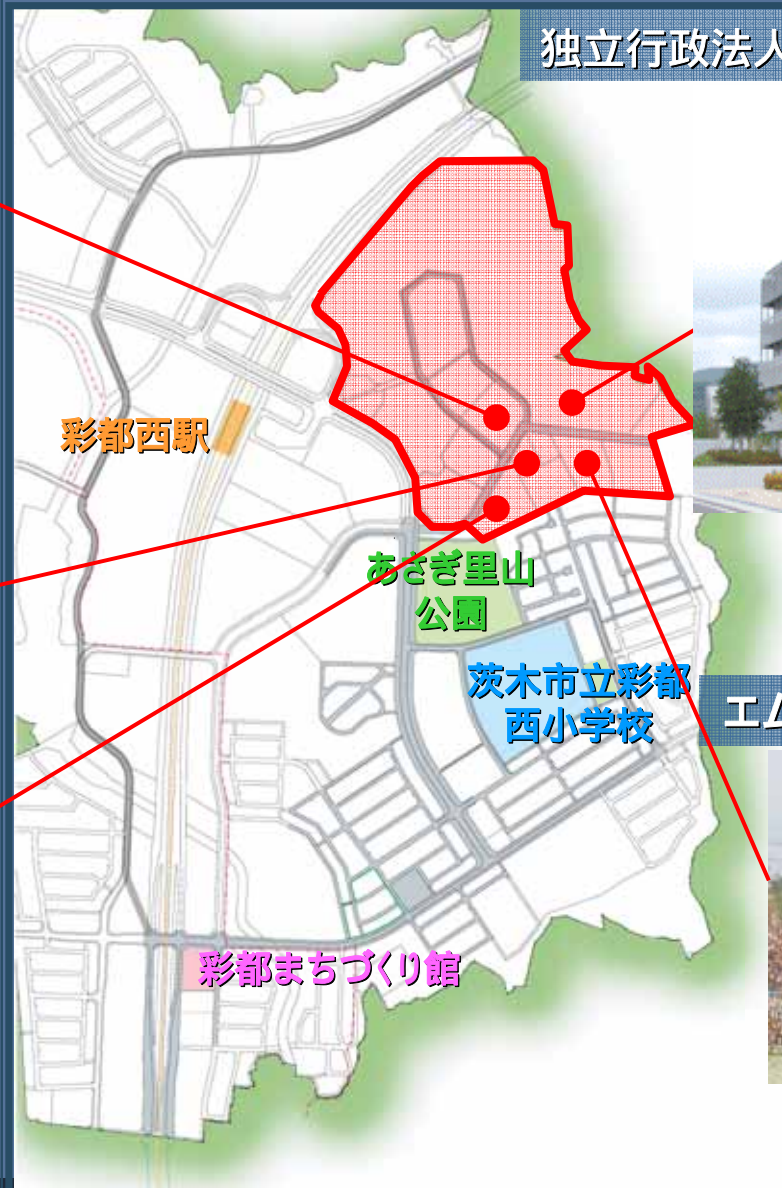 独立行政法人
彩都西駅
あさぎ里山
公園
茨木市立彩都
西小学校
エム
彩都まちづくり館